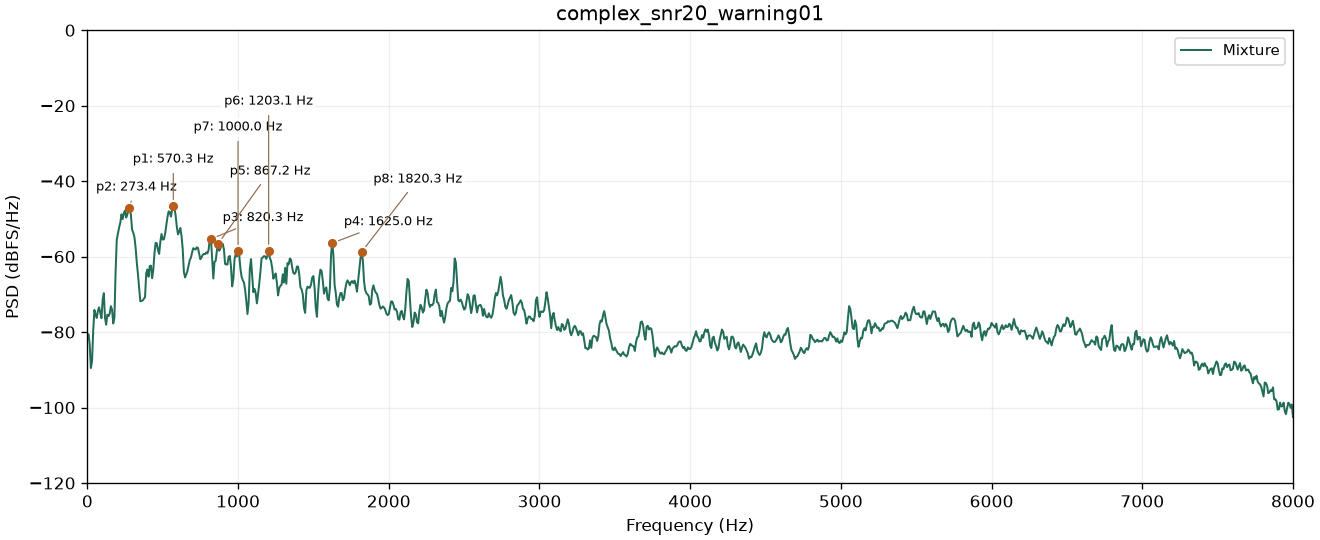 complex_snr20_warning01
Mixture
p6: 1203.1 Hz
p7: 1000.0 Hz
p1: 570.3 Hz
p5: 867.2 Hz
p8: 1820.3 Hz
p2: 273.4 Hz
p3: 820.3 Hz
p4: 1625.0 Hz
0
−20
−40
−60
−80
−100
−120
PSD (dBFS/Hz)
0 1000 2000 3000 4000 5000 6000 7000 8000
Frequency (Hz)